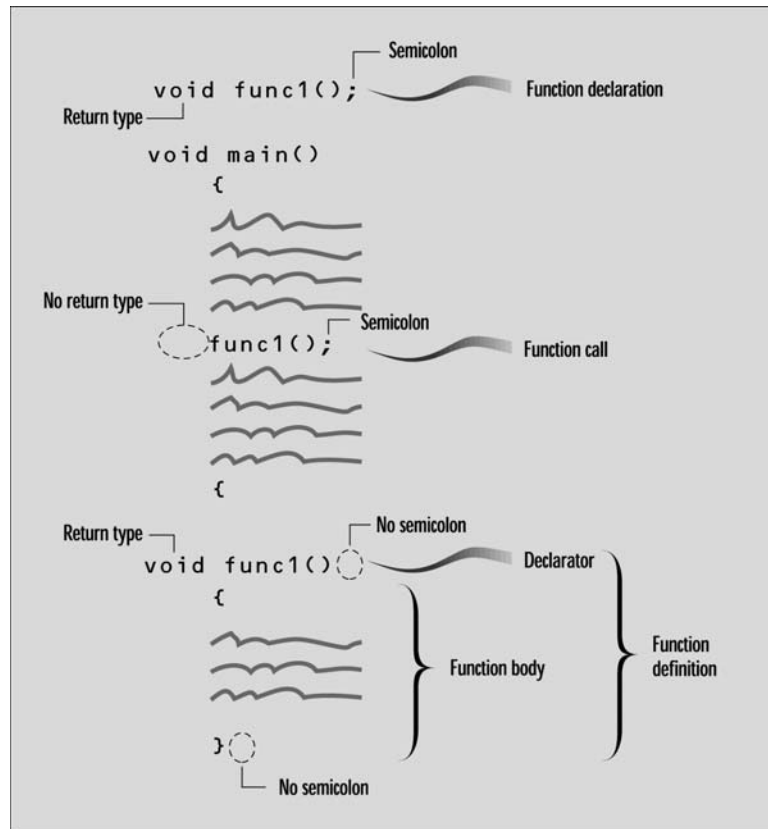 Semicolon
void func1();
Function declaration
Return type
void main()
{
No return type
Semicolon
func1();
Function call
{
No semicolon
Return type
void func1()
Declarator
{
Function body
Function
definition
}
No semicolon